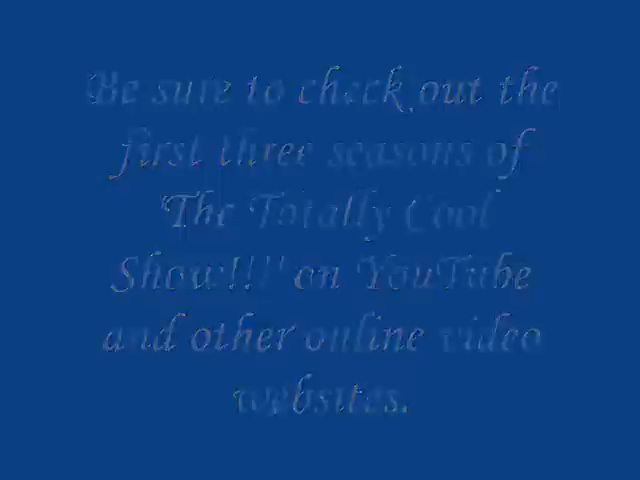 Be sure to check out the
first three seasons of
"The Totally Cool
Show!!!" on YouTube
and other online video
websites.